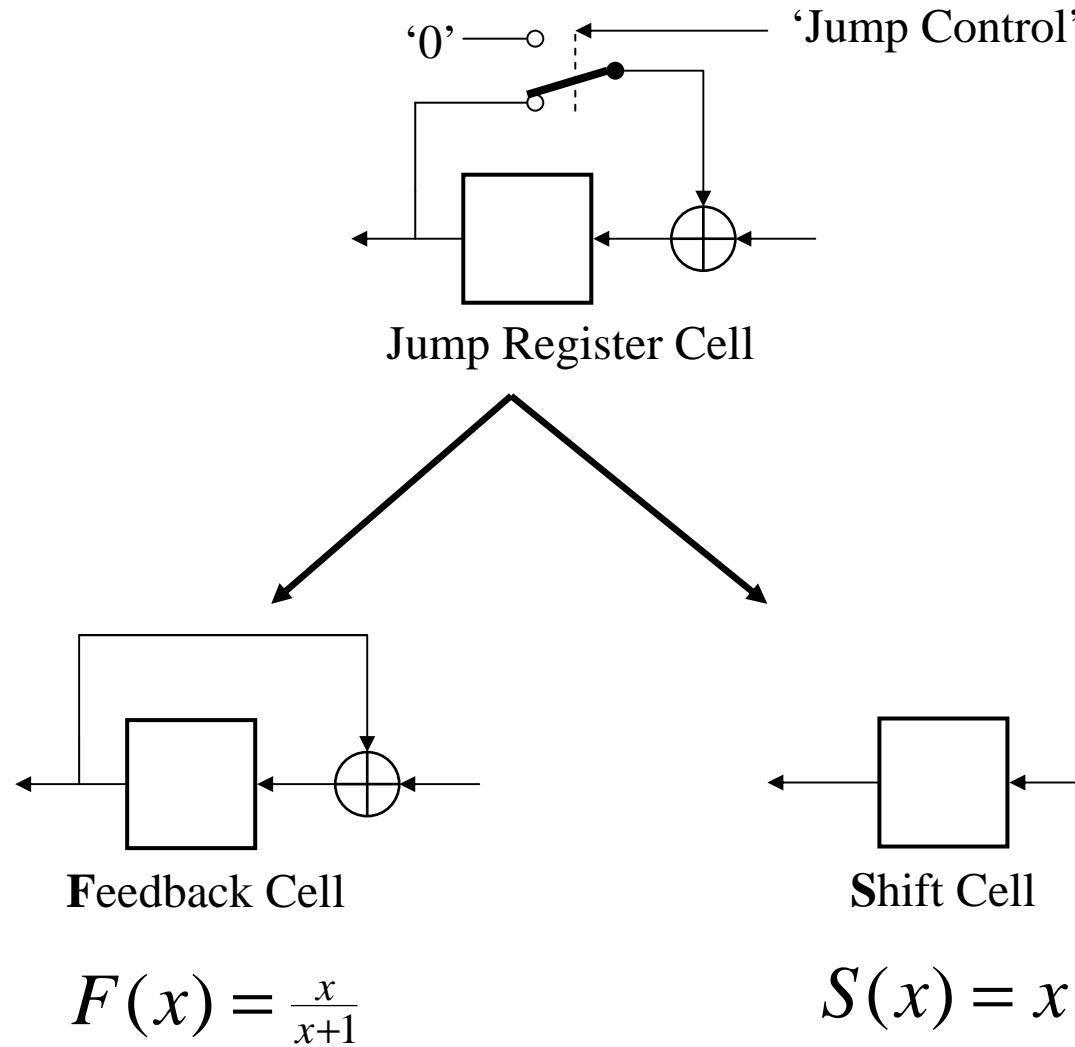 ‘0’
‘Jump Control’
Jump Register Cell
Feedback Cell
Shift Cell
F(x) = x/(x+1)
S(x) = x